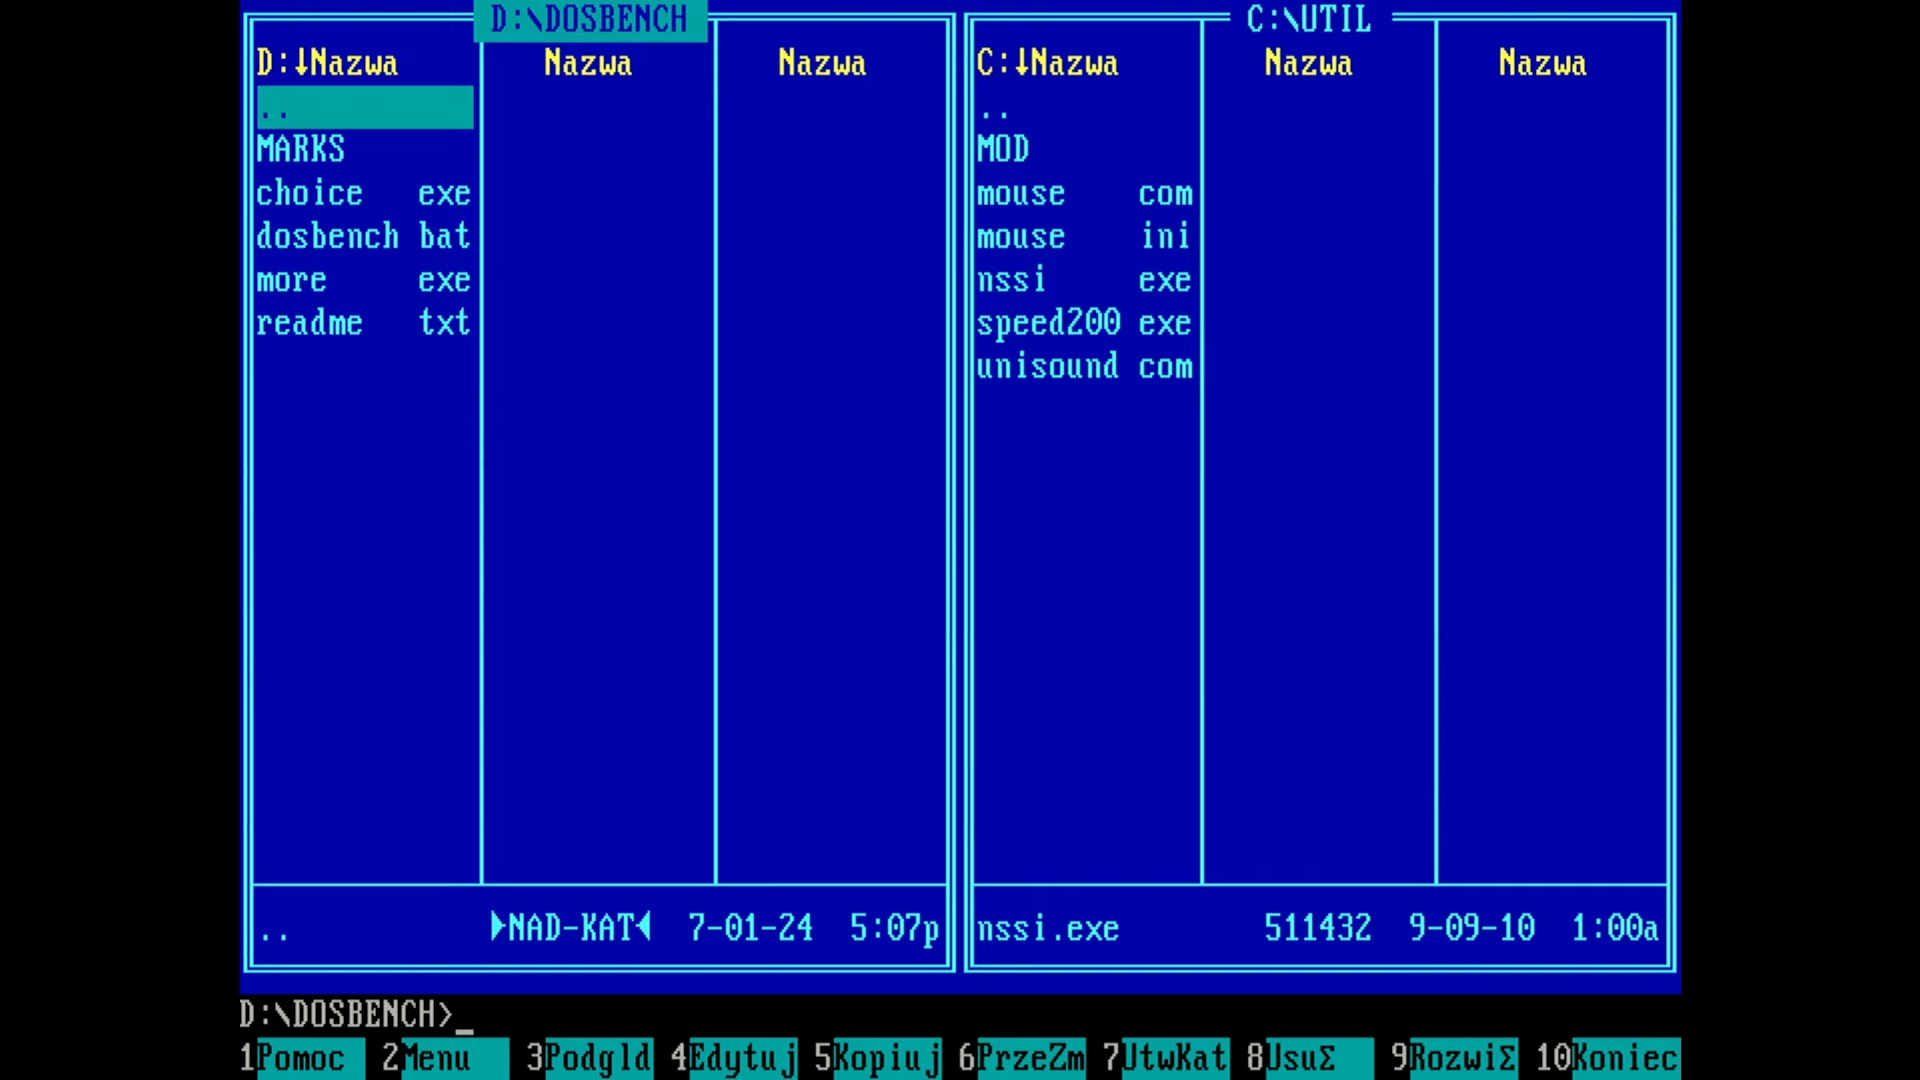 D:\DOSBENCH
D:↓Nazwa Nazwa Nazwa
..
MARKS
choice exe
dosbench bat
more exe
readme txt
.. ►NAD-KAT◄ 7-01-24 5:07p
C:\UTIL
C:↓Nazwa Nazwa Nazwa
..
MOD
mouse com
mouse ini
nssi exe
speed200 exe
unisound com
nssi.exe 511432 9-09-10 1:00a
D:\DOSBENCH>_
1Pomoc 2Menu 3Podgld 4Edytuj 5Kopiuj 6PrzeZm 7UtwKat 8UsuΣ 9RozwiΣ 10Koniec